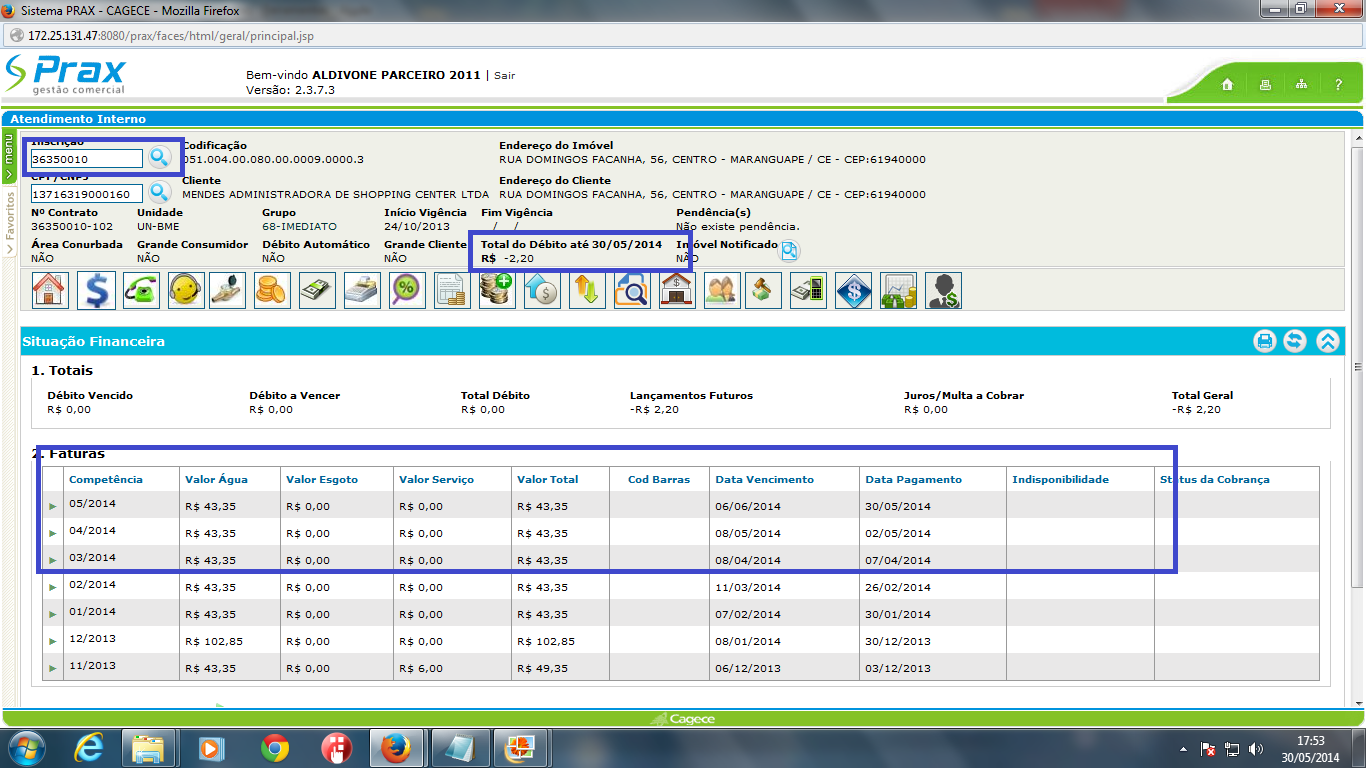 Sistema PRAX - CAGECE - Mozilla Firefox
172.25.131.47:8080/prax/faces/html/geral/principal.jsp
Prax
gestão comercial
Bem-vindo ALDIVONE PARCEIRO 2011 | Sair
Versão: 2.3.7.3
?
Atendimento Interno
menu
Favoritos
Inscrição Codificação Endereço do Imóvel
36350010 051.004.00.080.00.0009.0000.3 RUA DOMINGOS FACANHA, 56, CENTRO - MARANGUAPE / CE - CEP:61940000
CPF/CNPJ Cliente Endereço do Cliente
13716319000160 MENDES ADMINISTRADORA DE SHOPPING CENTER LTDA RUA DOMINGOS FACANHA, 56, CENTRO - MARANGUAPE / CE - CEP:61940000
Nº Contrato Unidade Grupo Início Vigência Fim Vigência Pendência(s)
36350010-102 UN-BME 68-IMEDIATO 24/10/2013 / / Não existe pendência.
Área Conurbada Grande Consumidor Débito Automático Grande Cliente Total do Débito até 30/05/2014 Imóvel Notificado
NÃO NÃO NÃO NÃO R$ -2,20 NÃO
Situação Financeira
1. Totais
Débito Vencido Débito a Vencer Total Débito Lançamentos Futuros Juros/Multa a Cobrar Total Geral
R$ 0,00 R$ 0,00 R$ 0,00 -R$ 2,20 R$ 0,00 -R$ 2,20
2. Faturas
Competência Valor Água Valor Esgoto Valor Serviço Valor Total Cod Barras Data Vencimento Data Pagamento Indisponibilidade Status da Cobrança
05/2014 R$ 43,35 R$ 0,00 R$ 0,00 R$ 43,35 06/06/2014 30/05/2014
04/2014 R$ 43,35 R$ 0,00 R$ 0,00 R$ 43,35 08/05/2014 02/05/2014
03/2014 R$ 43,35 R$ 0,00 R$ 0,00 R$ 43,35 08/04/2014 07/04/2014
02/2014 R$ 43,35 R$ 0,00 R$ 0,00 R$ 43,35 11/03/2014 26/02/2014
01/2014 R$ 43,35 R$ 0,00 R$ 0,00 R$ 43,35 07/02/2014 30/01/2014
12/2013 R$ 102,85 R$ 0,00 R$ 0,00 R$ 102,85 08/01/2014 30/12/2013
11/2013 R$ 43,35 R$ 0,00 R$ 6,00 R$ 49,35 06/12/2013 03/12/2013
Cagece
17:53
30/05/2014